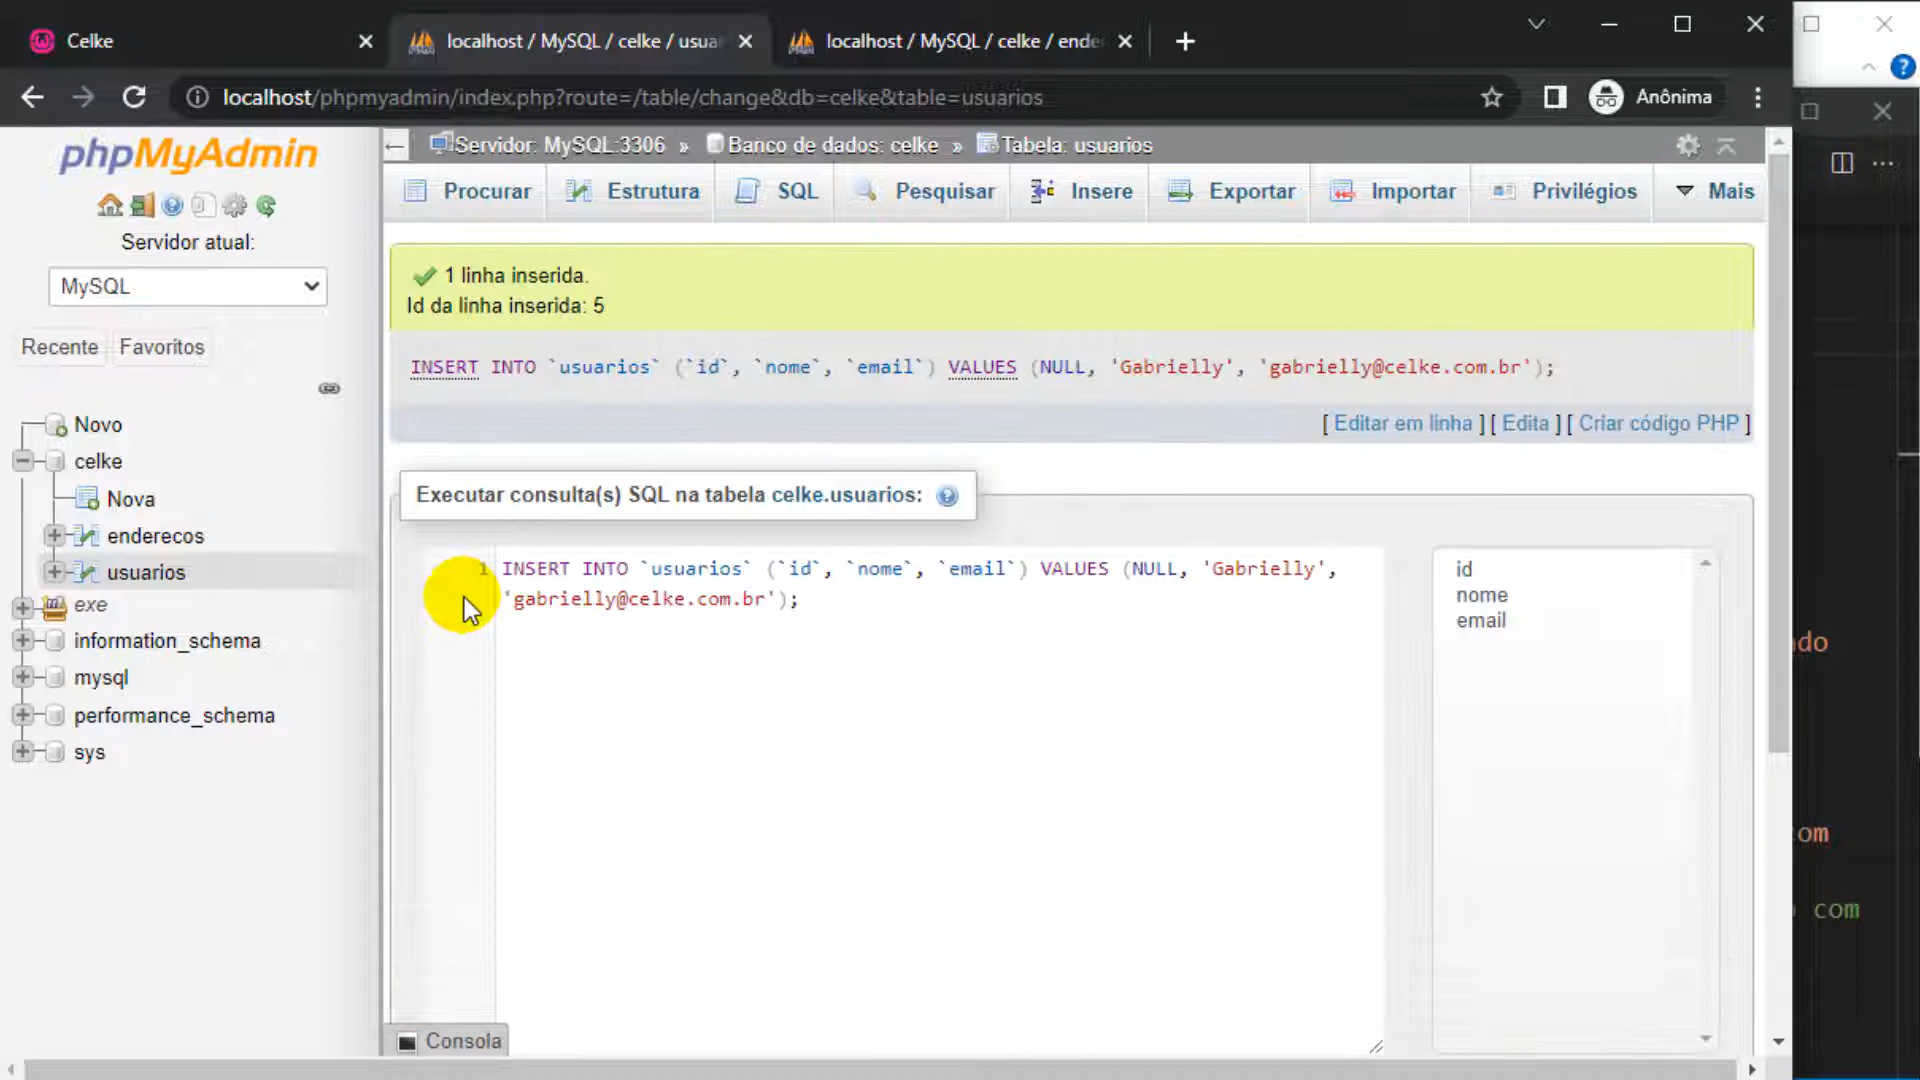 Celke
localhost / MySQL / celke / usua
localhost / MySQL / celke / ende
localhost/phpmyadmin/index.php?route=/table/change&db=celke&table=usuarios
Anônima
phpMyAdmin
Servidor atual:
MySQL
Recente
Favoritos
Novo
celke
Nova
enderecos
usuarios
exe
information_schema
mysql
performance_schema
sys
Servidor: MySQL:3306 » Banco de dados: celke » Tabela: usuarios
Procurar
Estrutura
SQL
Pesquisar
Insere
Exportar
Importar
Privilégios
Mais
1 linha inserida.
Id da linha inserida: 5
INSERT INTO `usuarios` (`id`, `nome`, `email`) VALUES (NULL, 'Gabrielly', 'gabrielly@celke.com.br');
[ Editar em linha ] [ Edita ] [ Criar código PHP ]
Executar consulta(s) SQL na tabela celke.usuarios:
1 INSERT INTO `usuarios` (`id`, `nome`, `email`) VALUES (NULL, 'Gabrielly',
'gabrielly@celke.com.br');
id
nome
email
Consola
ndo
com
com